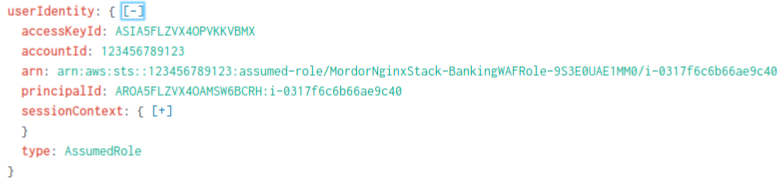 userIdentity: { [-]
accessKeyId: ASIA5FLZVX4OPVKKVBMX
accountId: 123456789123
arn: arn:aws:sts::123456789123:assumed-role/MordorNginxStack-BankingWAFRole-9S3E0UAE1MM0/i-0317f6c6b66ae9c40
principalId: AROA5FLZVX4OAMSW6BCRH:i-0317f6c6b66ae9c40
sessionContext: { [+]
}
type: AssumedRole
}